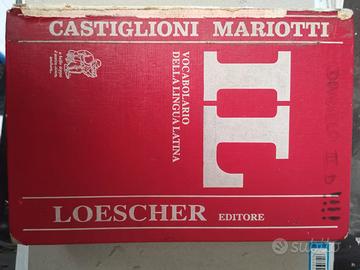 CASTIGLIONI MARIOTTI
IL
VOCABOLARIO
DELLA LINGUA LATINA
LOESCHER EDITORE
subito